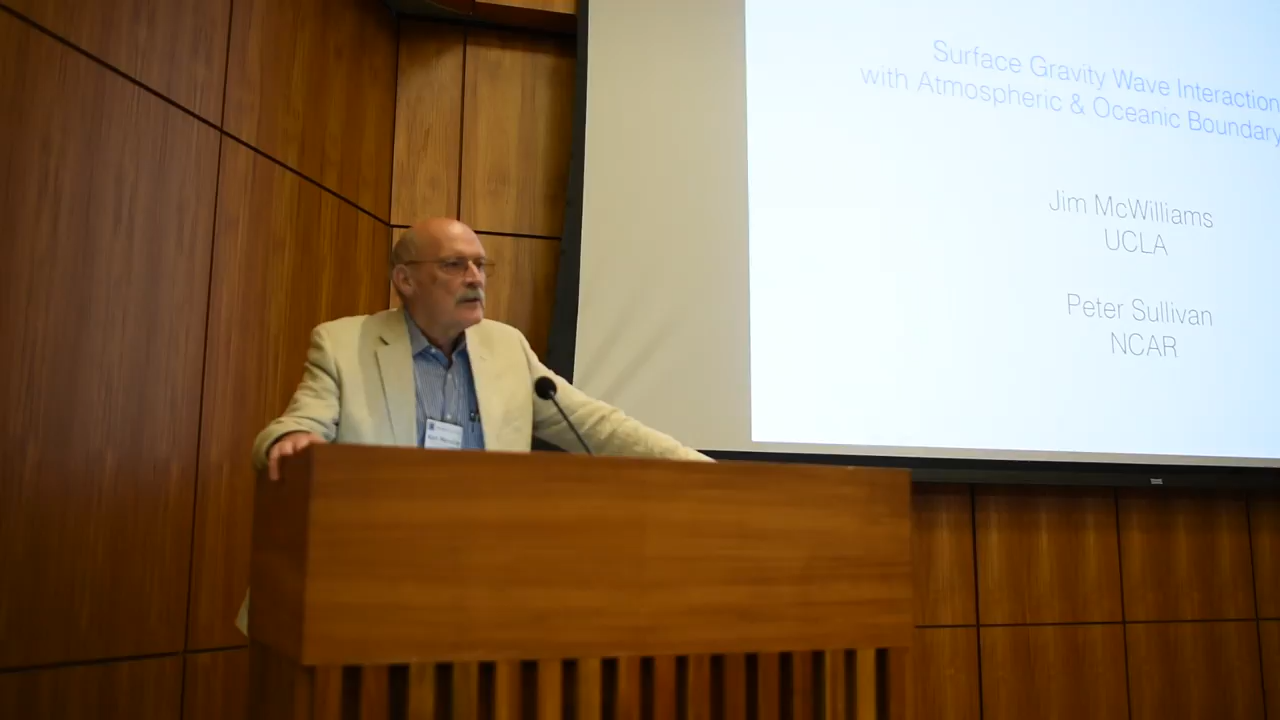 Surface Gravity Wave Interaction
with Atmospheric & Oceanic Boundary
Jim McWilliams
UCLA
Peter Sullivan
NCAR